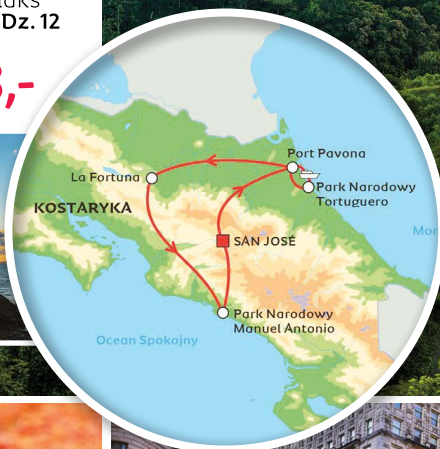 Dz. 12
,-
Port Pavona
La Fortuna
Park Narodowy
Tortuguero
KOSTARYKA
SAN JOSÉ
Park Narodowy
Manuel Antonio
Ocean Spokojny